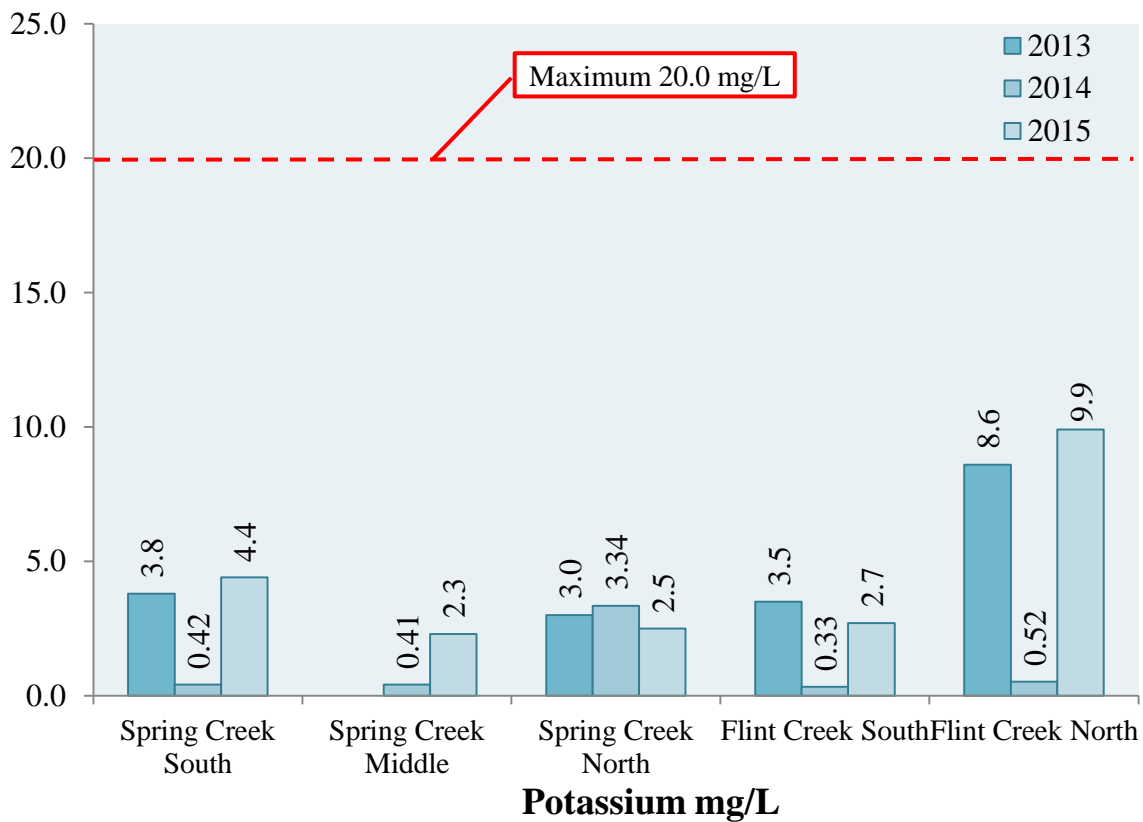 25.0
20.0
15.0
10.0
5.0
0.0
Maximum 20.0 mg/L
2013
2014
2015
3.8
0.42
4.4
0.41
2.3
3.0
3.34
2.5
3.5
0.33
2.7
8.6
0.52
9.9
Spring Creek
South
Spring Creek
Middle
Spring Creek
North
Flint Creek South
Flint Creek North
Potassium mg/L